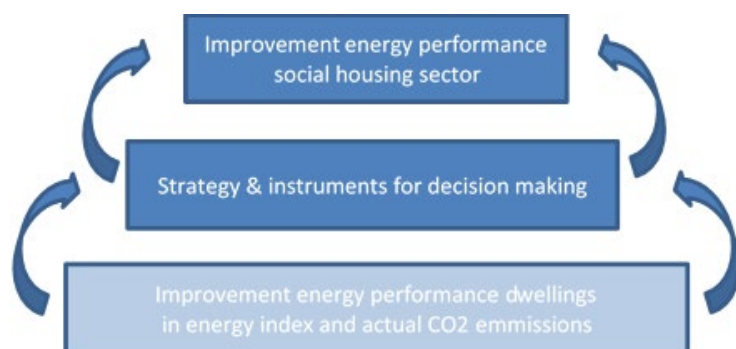 Improvement energy performance
social housing sector
Strategy & instruments for decision making
Improvement energy performance dwellings
in energy index and actual CO2 emmissions